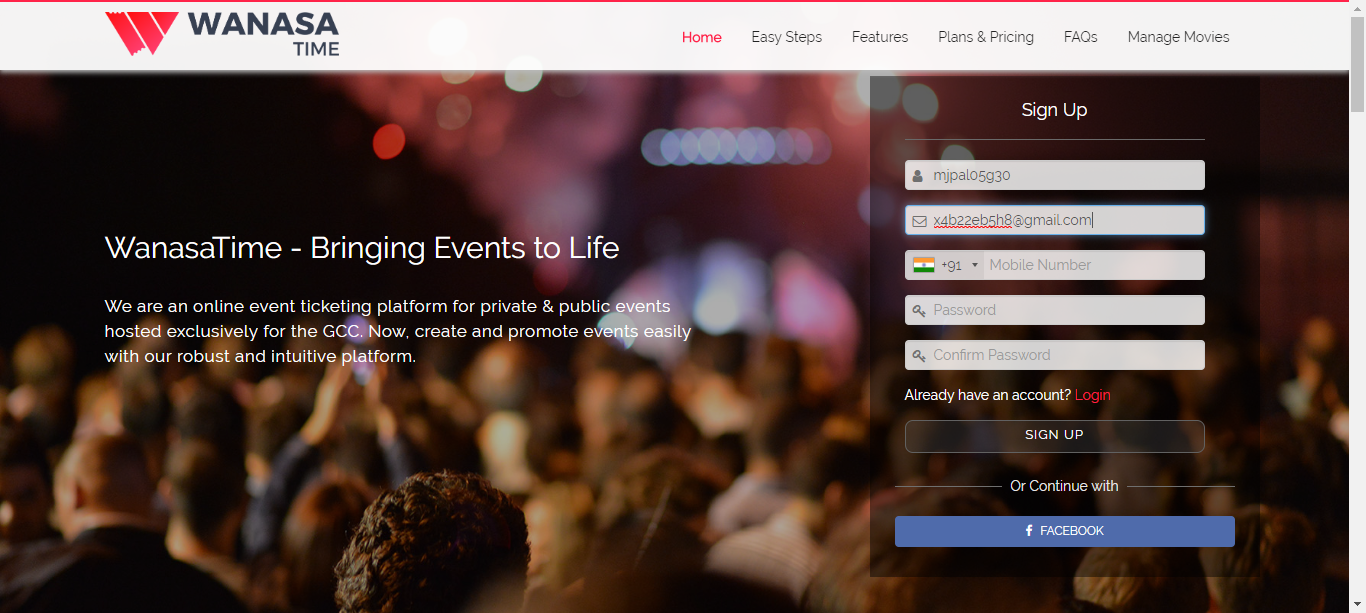 WANASA
TIME
Home Easy Steps Features Plans & Pricing FAQs Manage Movies
WanasaTime - Bringing Events to Life
We are an online event ticketing platform for private & public events
hosted exclusively for the GCC. Now, create and promote events easily
with our robust and intuitive platform.
Sign Up
mjpal05g30
x4b22eb5h8@gmail.com
+91 Mobile Number
Password
Confirm Password
Already have an account? Login
SIGN UP
Or Continue with
FACEBOOK